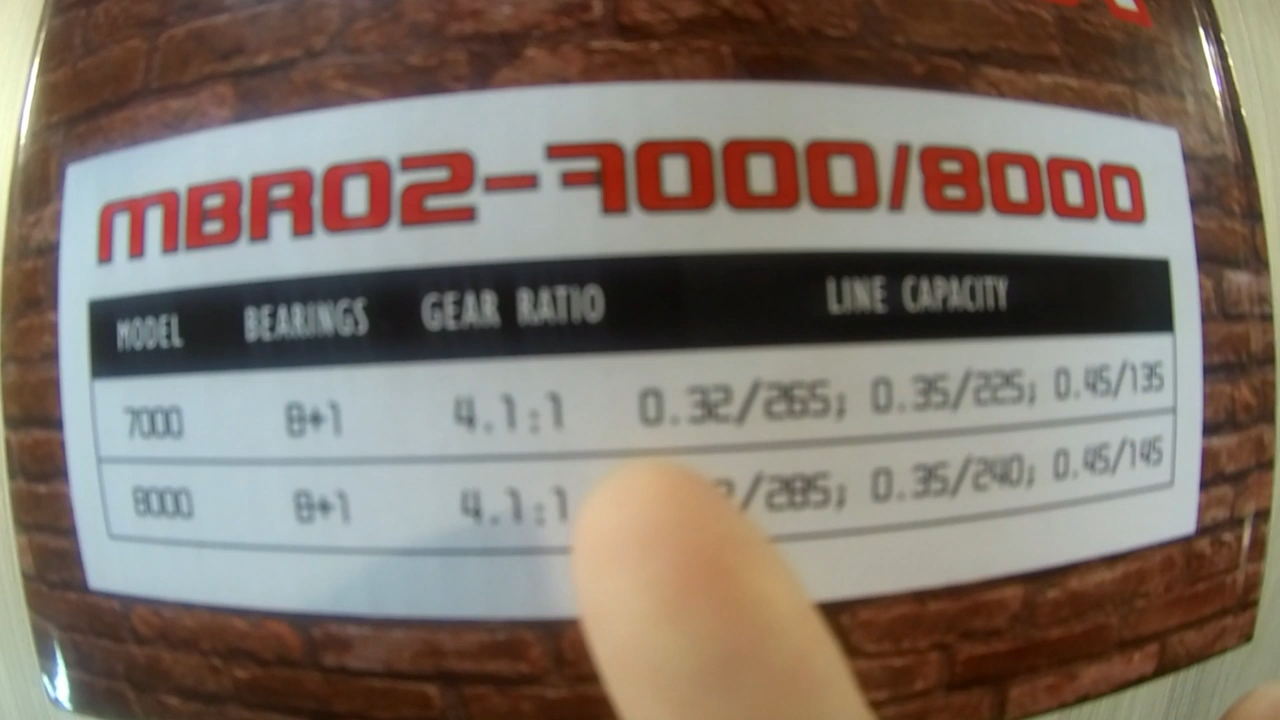 MBR02-7000/8000
MODEL BEARINGS GEAR RATIO LINE CAPACITY
7000 8+1 4.1:1 0.32/265; 0.35/225; 0.45/135
8000 8+1 4.1:1 /285; 0.35/240; 0.45/145